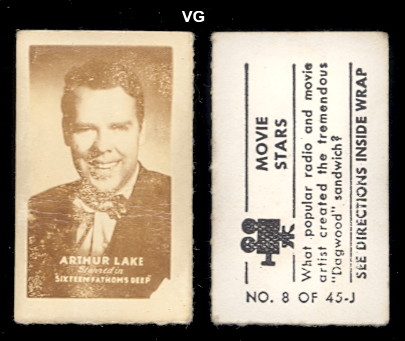 VG
ARTHUR LAKE
Starred in
SIXTEEN FATHOMS DEEP
MOVIE
STARS
What popular radio and movie
artist created the tremendous
"Dagwood" sandwich?
SEE DIRECTIONS INSIDE WRAP
NO. 8 OF 45-J